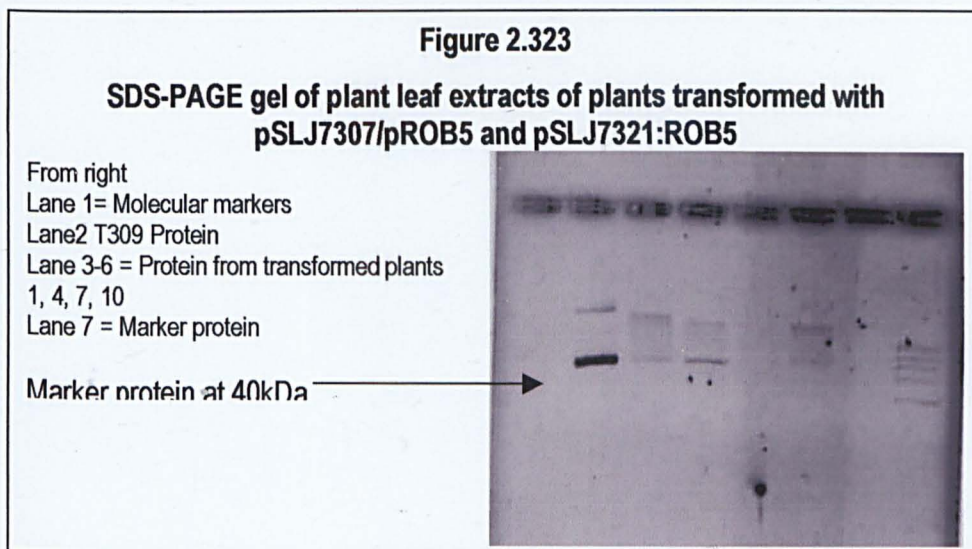 Figure 2.323
SDS-PAGE gel of plant leaf extracts of plants transformed with
pSLJ7307/pROB5 and pSLJ7321:ROB5
From right
Lane 1= Molecular markers
Lane2 T309 Protein
Lane 3-6 = Protein from transformed plants
1, 4, 7, 10
Lane 7 = Marker protein
Marker protein at 40kDa